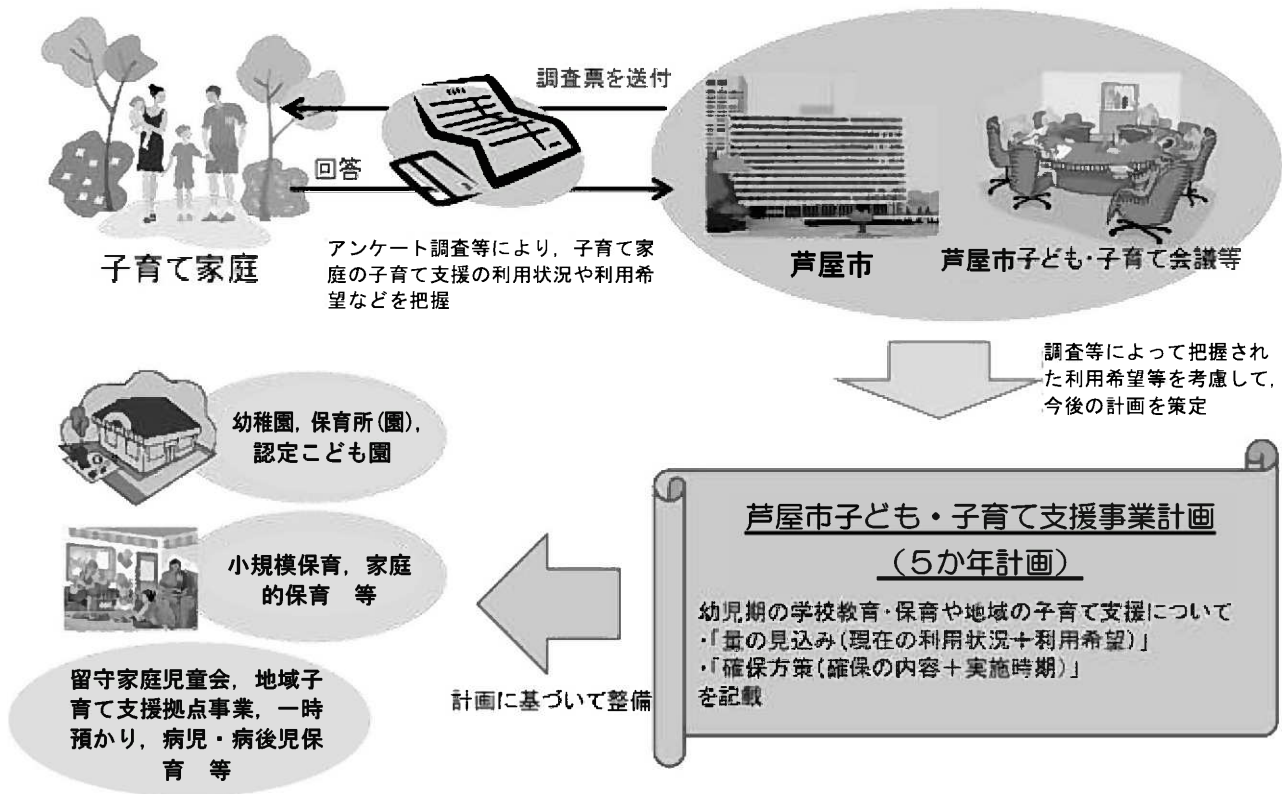 調査票を送付
回答
子育て家庭
アンケート調査等により，子育て家
庭の子育て支援の利用状況や利用希
望などを把握
芦屋市
芦屋市子ども・子育て会議等
調査等によって把握され
た利用希望等を考慮して，
今後の計画を策定
芦屋市子ども・子育て支援事業計画
（５か年計画）
幼児期の学校教育・保育や地域の子育て支援について
・「量の見込み（現在の利用状況＋利用希望）」
・「確保方策（確保の内容＋実施時期）」
を記載
計画に基づいて整備
幼稚園，保育所（園），
認定こども園
小規模保育，家庭
的保育　等
留守家庭児童会，地域子
育て支援拠点事業，一時
預かり，病児・病後児保
育　等